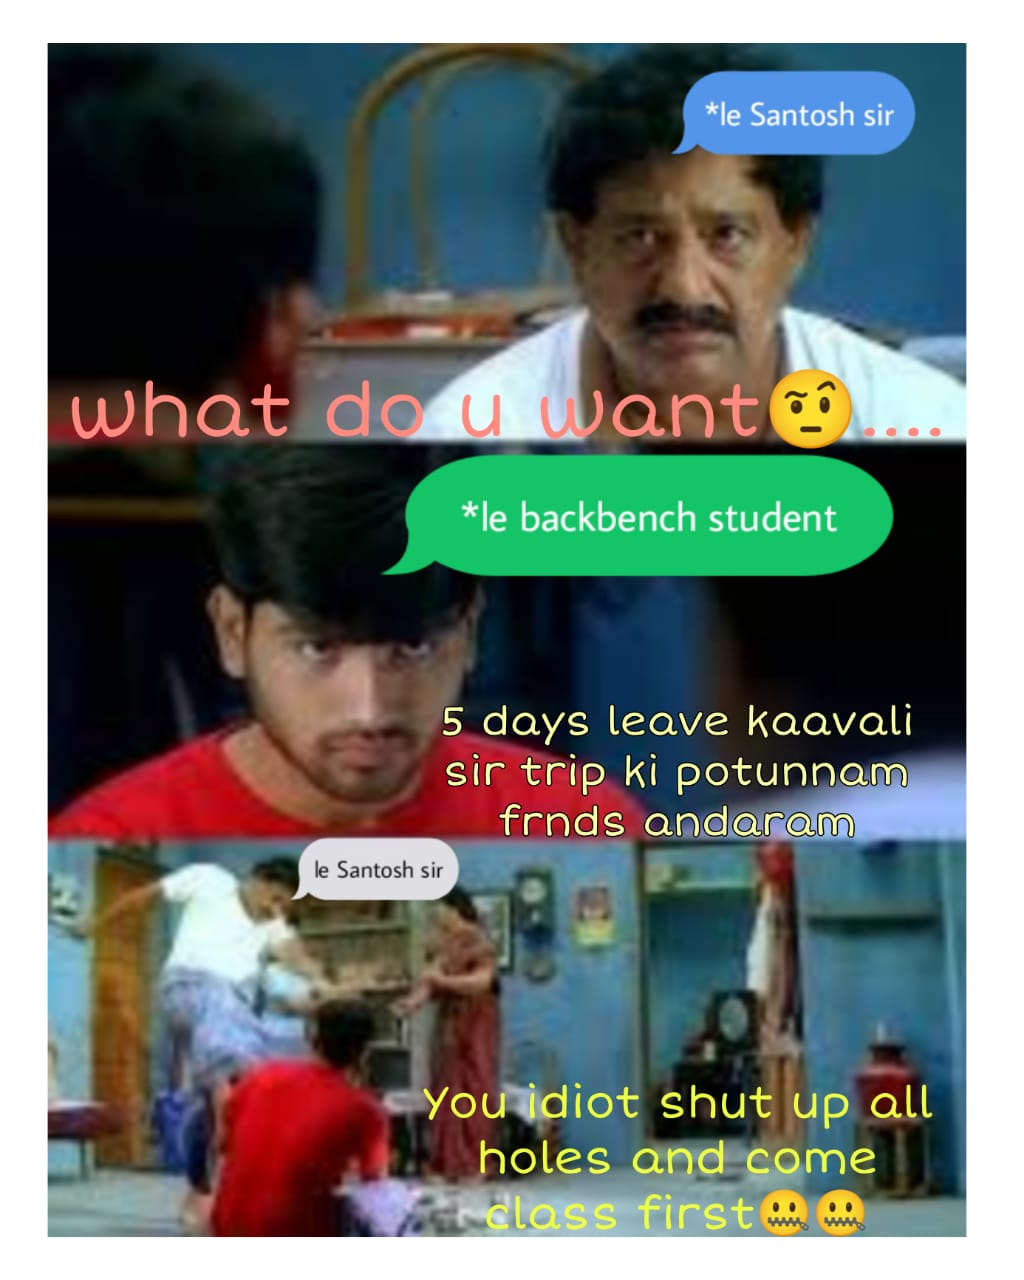 *le Santosh sir
what do u want🤨....
*le backbench student
5 days leave kaavali
sir trip ki potunnam
frnds andaram
le Santosh sir
You idiot shut up all
holes and come
class first🤐🤐